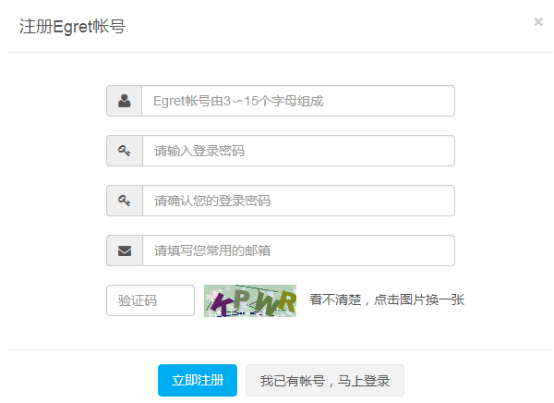 注册Egret帐号
×
Egret帐号由3~15个字母组成
请输入登录密码
请确认您的登录密码
请填写您常用的邮箱
验证码 KPWR 看不清楚，点击图片换一张
立即注册 我已有帐号，马上登录